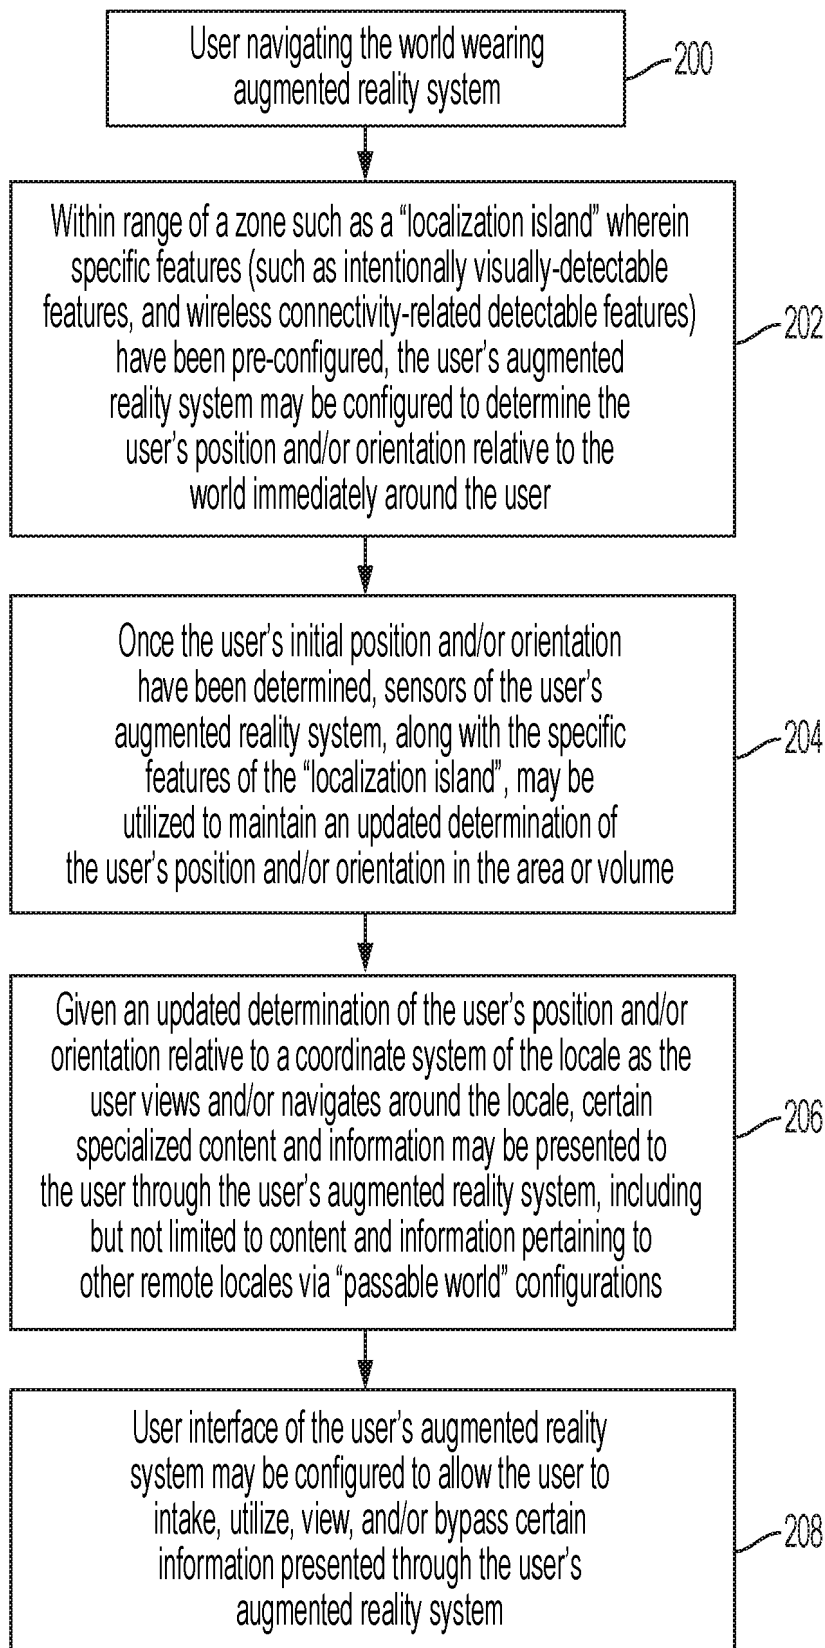 User navigating the world wearing
augmented reality system
200
Within range of a zone such as a “localization island” wherein
specific features (such as intentionally visually-detectable
features, and wireless connectivity-related detectable features)
have been pre-configured, the user’s augmented
reality system may be configured to determine the
user’s position and/or orientation relative to the
world immediately around the user
202
Once the user’s initial position and/or orientation
have been determined, sensors of the user’s
augmented reality system, along with the specific
features of the “localization island”, may be
utilized to maintain an updated determination of
the user’s position and/or orientation in the area or volume
204
Given an updated determination of the user’s position and/or
orientation relative to a coordinate system of the locale as the
user views and/or navigates around the locale, certain
specialized content and information may be presented to
the user through the user’s augmented reality system, including
but not limited to content and information pertaining to
other remote locales via “passable world” configurations
206
User interface of the user’s augmented reality
system may be configured to allow the user to
intake, utilize, view, and/or bypass certain
information presented through the user’s
augmented reality system
208